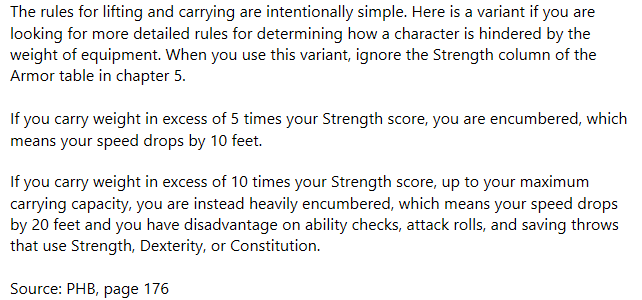 The rules for lifting and carrying are intentionally simple. Here is a variant if you are
looking for more detailed rules for determining how a character is hindered by the
weight of equipment. When you use this variant, ignore the Strength column of the
Armor table in chapter 5.
If you carry weight in excess of 5 times your Strength score, you are encumbered, which
means your speed drops by 10 feet.
If you carry weight in excess of 10 times your Strength score, up to your maximum
carrying capacity, you are instead heavily encumbered, which means your speed drops
by 20 feet and you have disadvantage on ability checks, attack rolls, and saving throws
that use Strength, Dexterity, or Constitution.
Source: PHB, page 176